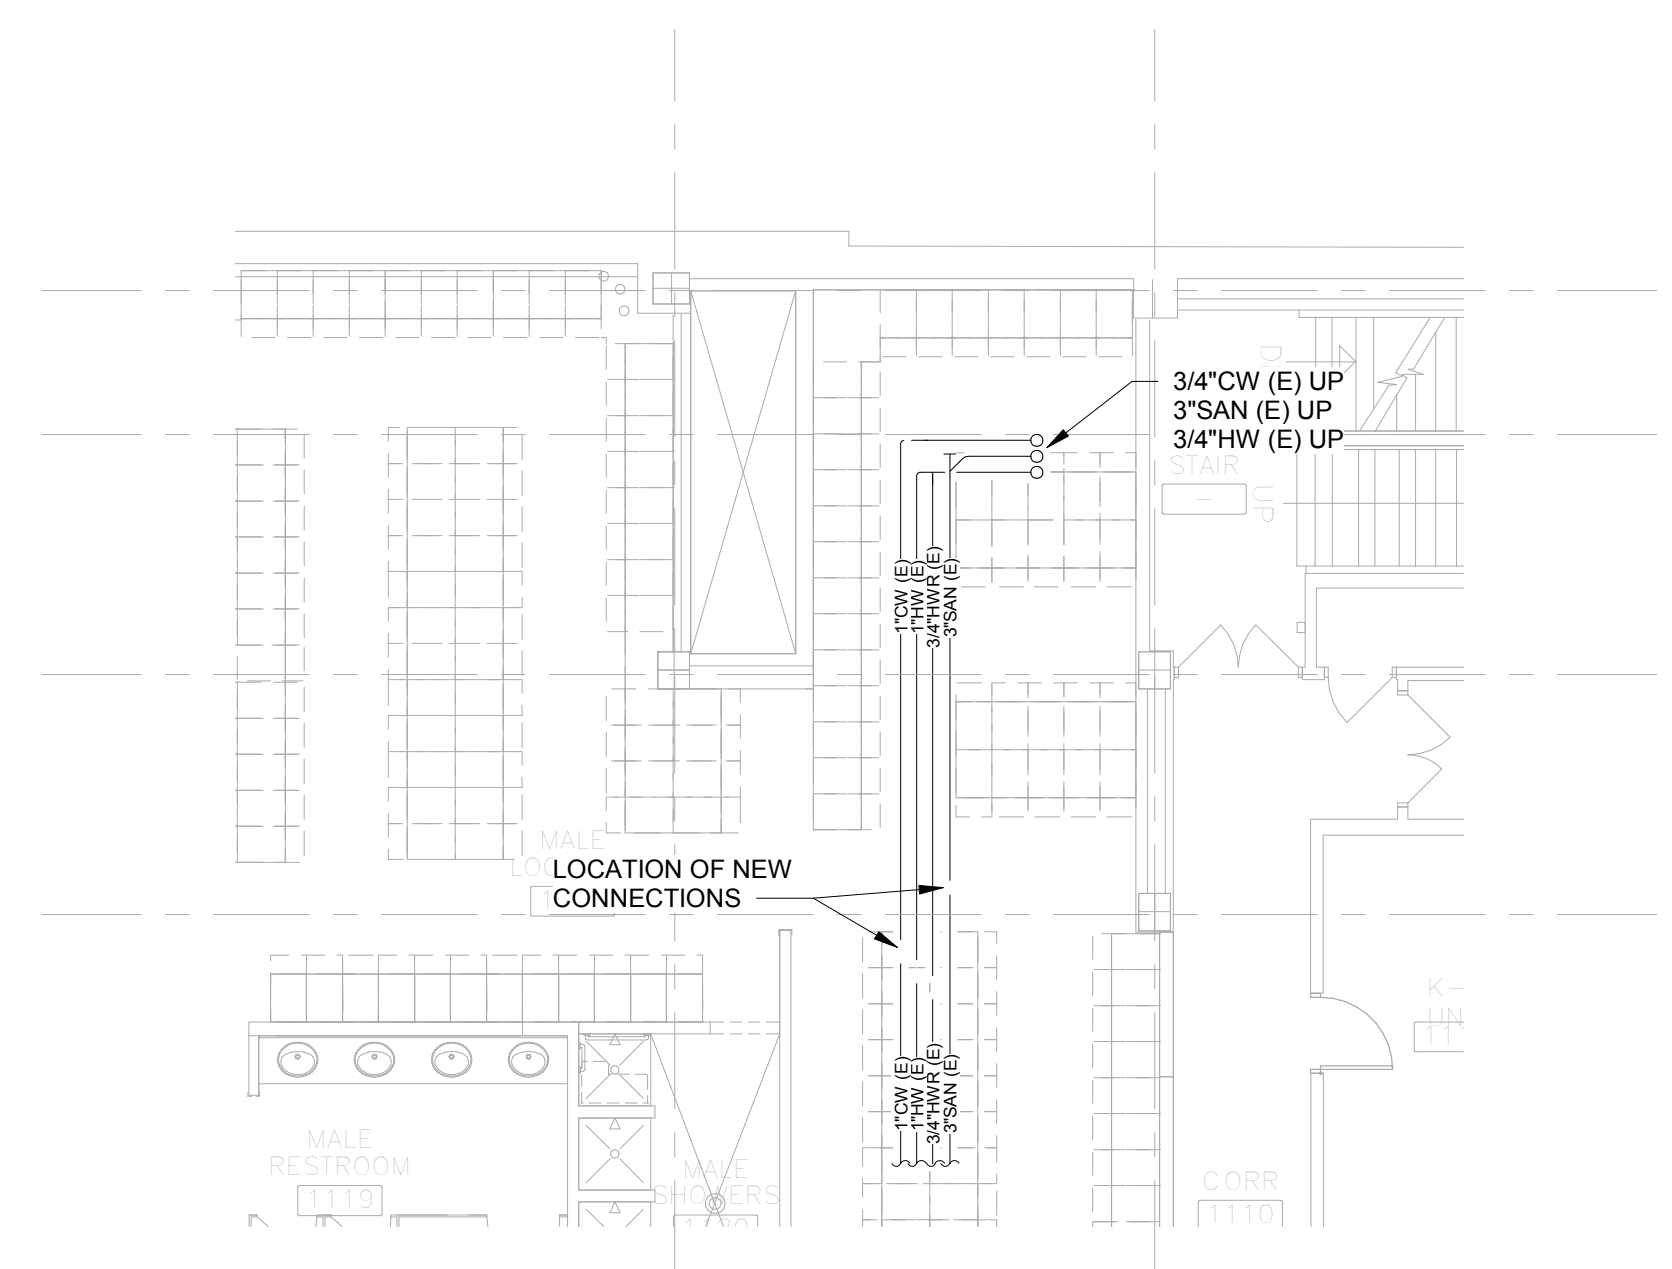 3/4"CW (E) UP
3"SAN (E) UP
3/4"HW (E) UP
STAIR
UP
1"CW (E)
1"HW (E)
3/4"HWR (E)
3"SAN (E)
MALE
LOCATION OF NEW
CONNECTIONS
K-
UN
1"CW (E)
1"HW (E)
3/4"HWR (E)
3"SAN (E)
MALE
RESTROOM
1119
MALE
SHOWERS
1120
CORR
1110